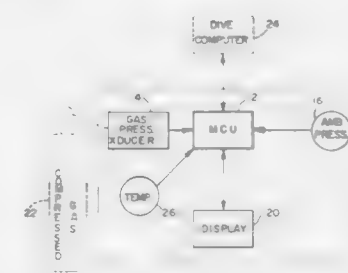 DIVE
COMPUTER
24
4
2
16
GAS
PRESS.
XDUCER
MCU
AMB
PRESS.
22
COMPRESSED
GAS
TEMP
26
DISPLAY
20